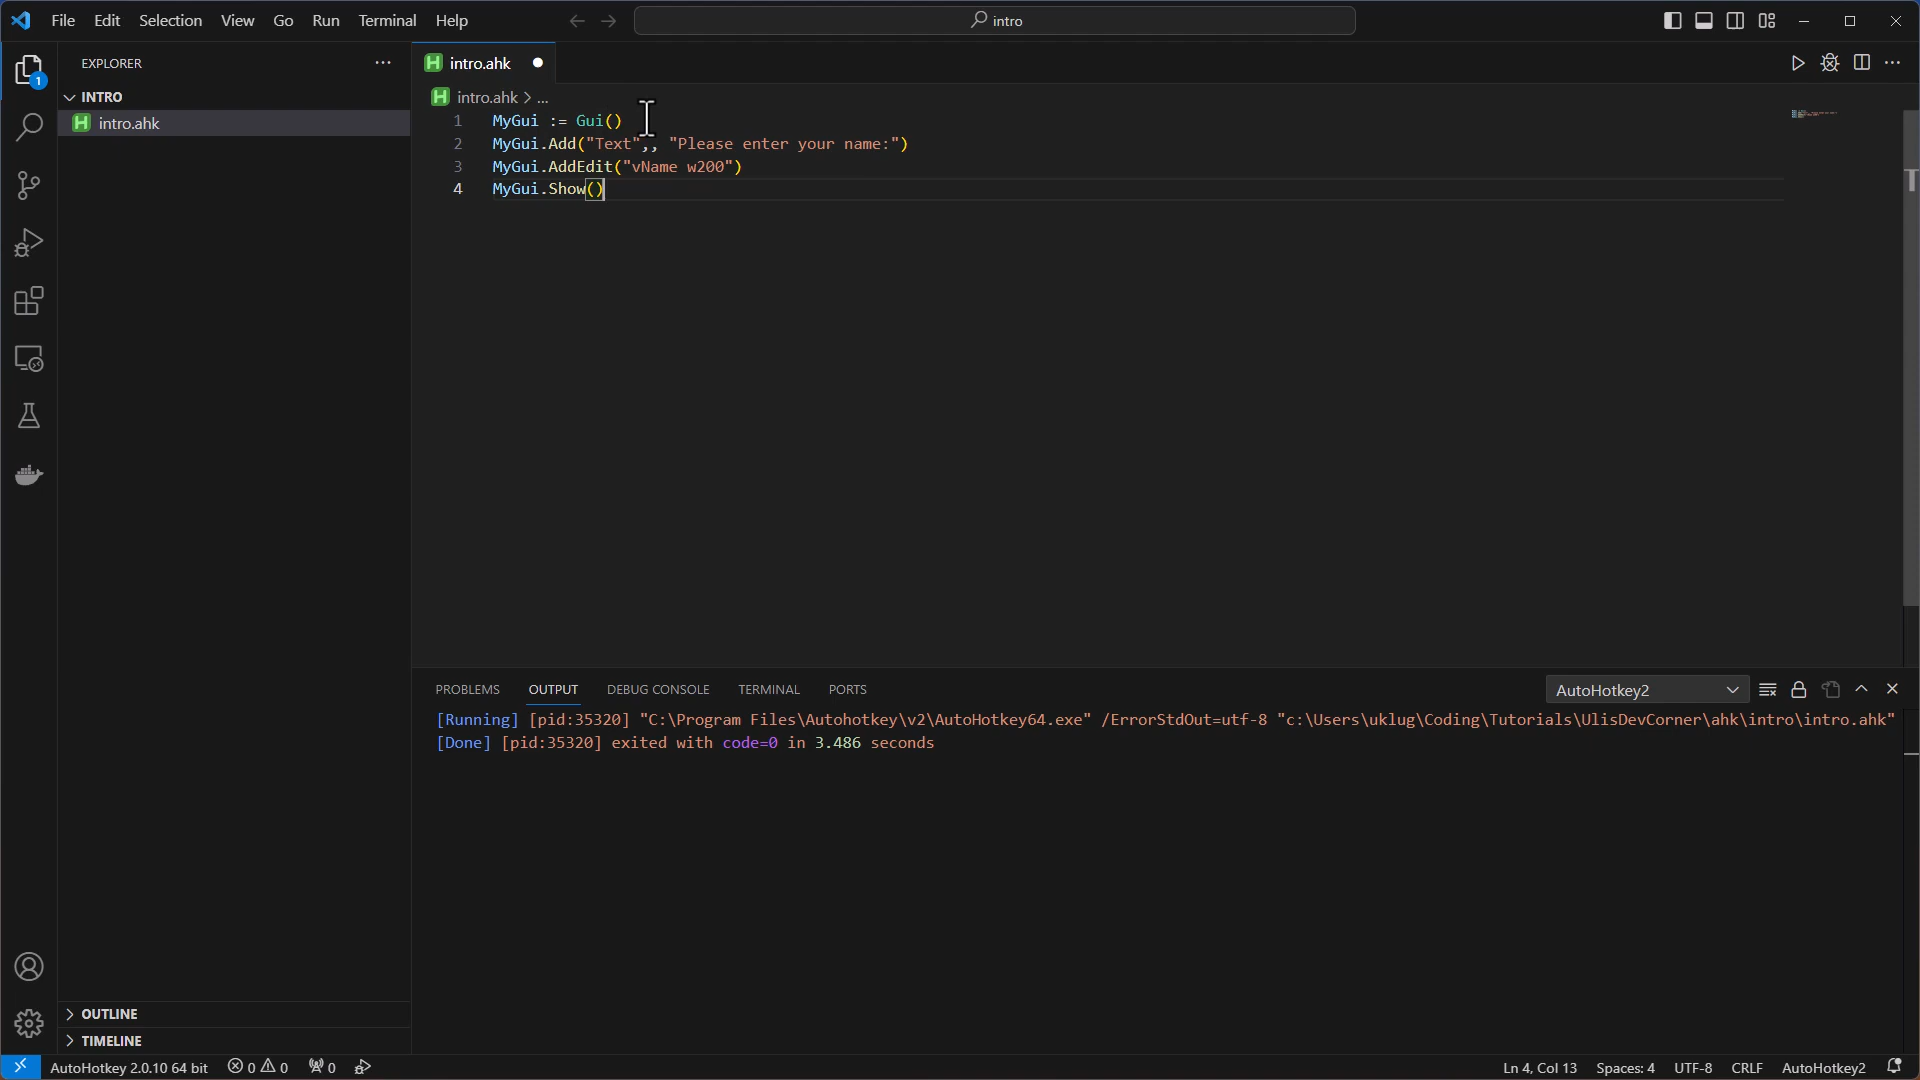 File Edit Selection View Go Run Terminal Help
intro
EXPLORER
intro.ahk
INTRO
intro.ahk
intro.ahk > ...
1 MyGui := Gui()
2 MyGui.Add("Text",, "Please enter your name:")
3 MyGui.AddEdit("vName w200")
4 MyGui.Show()
1
PROBLEMS OUTPUT DEBUG CONSOLE TERMINAL PORTS
AutoHotkey2
[Running] [pid:35320] "C:\Program Files\Autohotkey\v2\AutoHotkey64.exe" /ErrorStdOut=utf-8 "c:\Users\uklug\Coding\Tutorials\UlisDevCorner\ahk\intro\intro.ahk"
[Done] [pid:35320] exited with code=0 in 3.486 seconds
OUTLINE
TIMELINE
AutoHotkey 2.0.10 64 bit 0 0 0
Ln 4, Col 13 Spaces: 4 UTF-8 CRLF AutoHotkey2